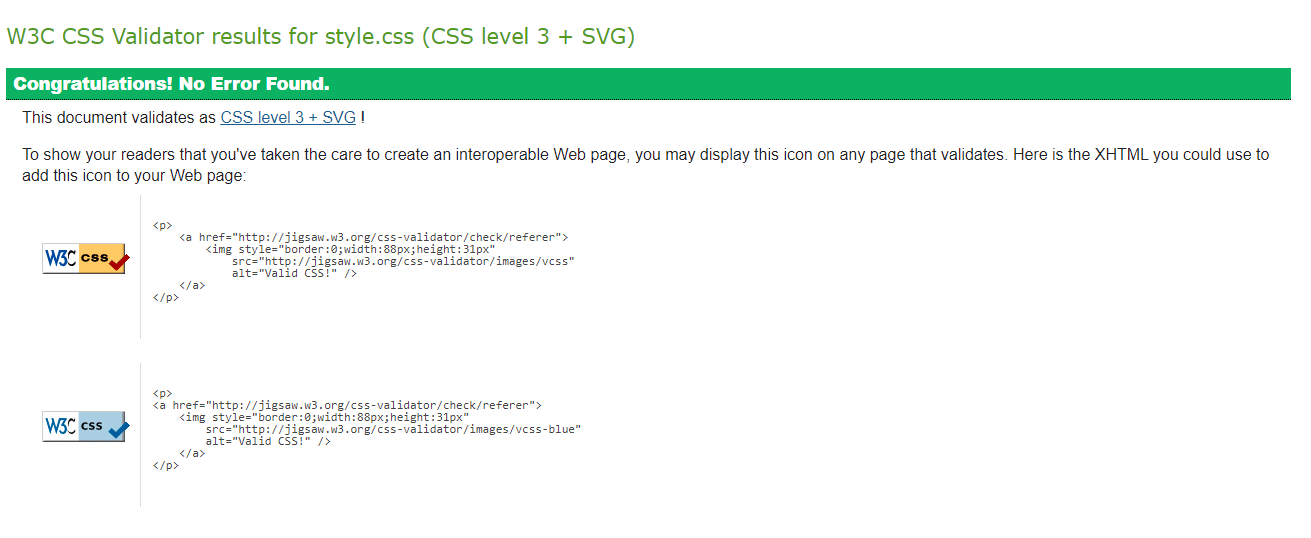 W3C CSS Validator results for style.css (CSS level 3 + SVG)
Congratulations! No Error Found.
This document validates as CSS level 3 + SVG !
To show your readers that you've taken the care to create an interoperable Web page, you may display this icon on any page that validates. Here is the XHTML you could use to
add this icon to your Web page:
W3C css
<p>
    <a href="http://jigsaw.w3.org/css-validator/check/referer">
        <img style="border:0;width:88px;height:31px"
            src="http://jigsaw.w3.org/css-validator/images/vcss"
            alt="Valid CSS!" />
    </a>
</p>
W3C css
<p>
<a href="http://jigsaw.w3.org/css-validator/check/referer">
    <img style="border:0;width:88px;height:31px"
        src="http://jigsaw.w3.org/css-validator/images/vcss-blue"
        alt="Valid CSS!" />
    </a>
</p>